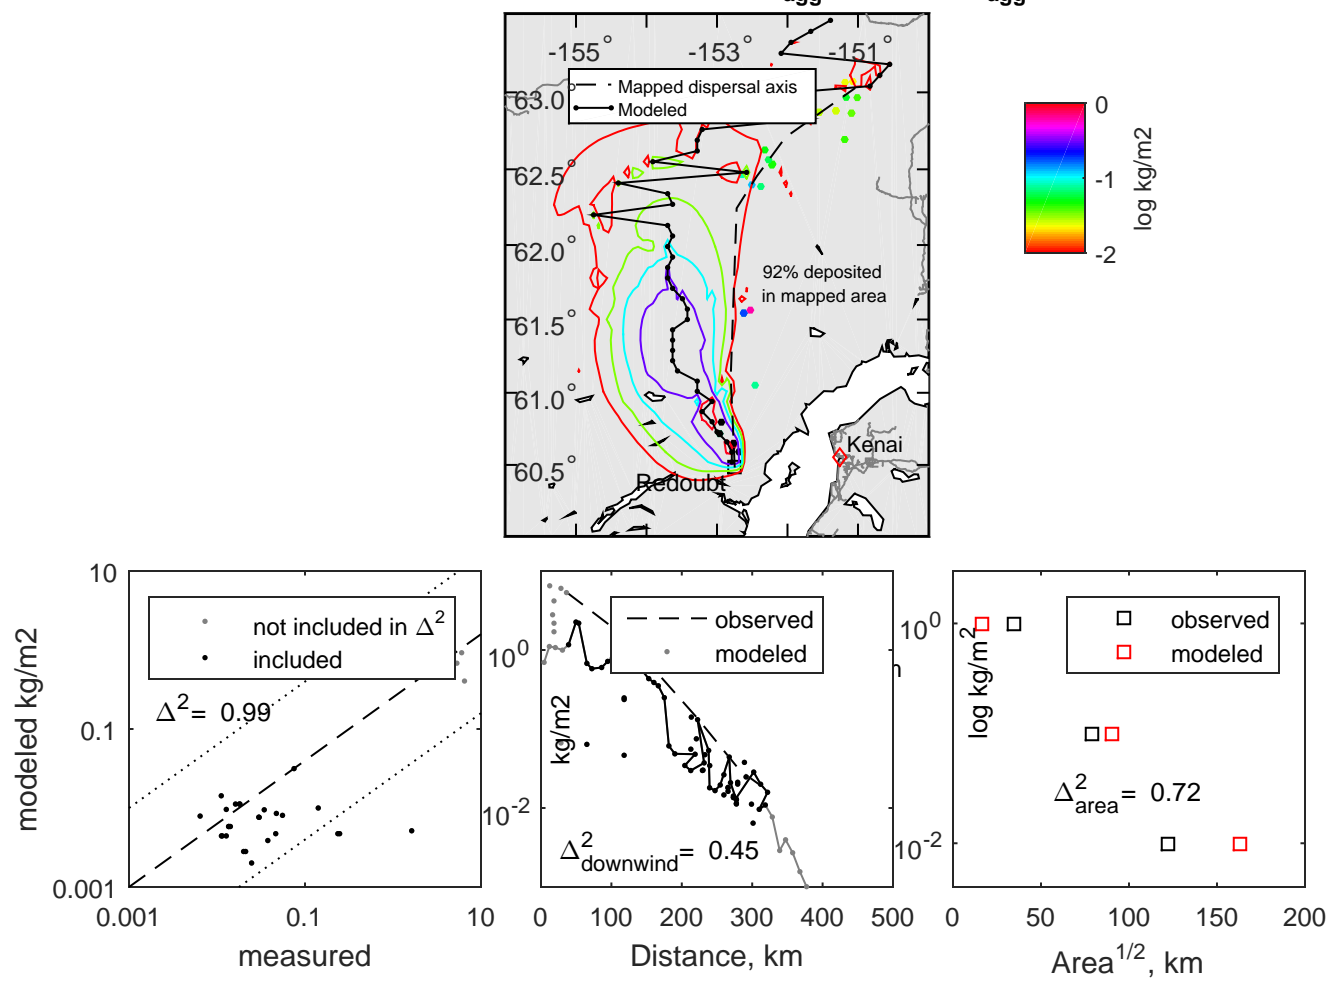 agg agg
-155° -153° -151°
Mapped dispersal axis
Modeled
63.0°
62.5°
62.0°
61.5°
61.0°
60.5°
92% deposited
in mapped area
Kenai
Redoubt
0
-1
-2
log kg/m2
10
0.1
0.001
modeled kg/m2
not included in Δ²
included
Δ²= 0.99
0.001 0.1 10
measured
10⁰
10⁻²
kg/m2
observed
modeled
Δ²downwind= 0.45
0 100 200 300 400 500
Distance, km
10⁰
10⁻²
log kg/m²
observed
modeled
Δ²area= 0.72
0 50 100 150 200
Area¹/², km